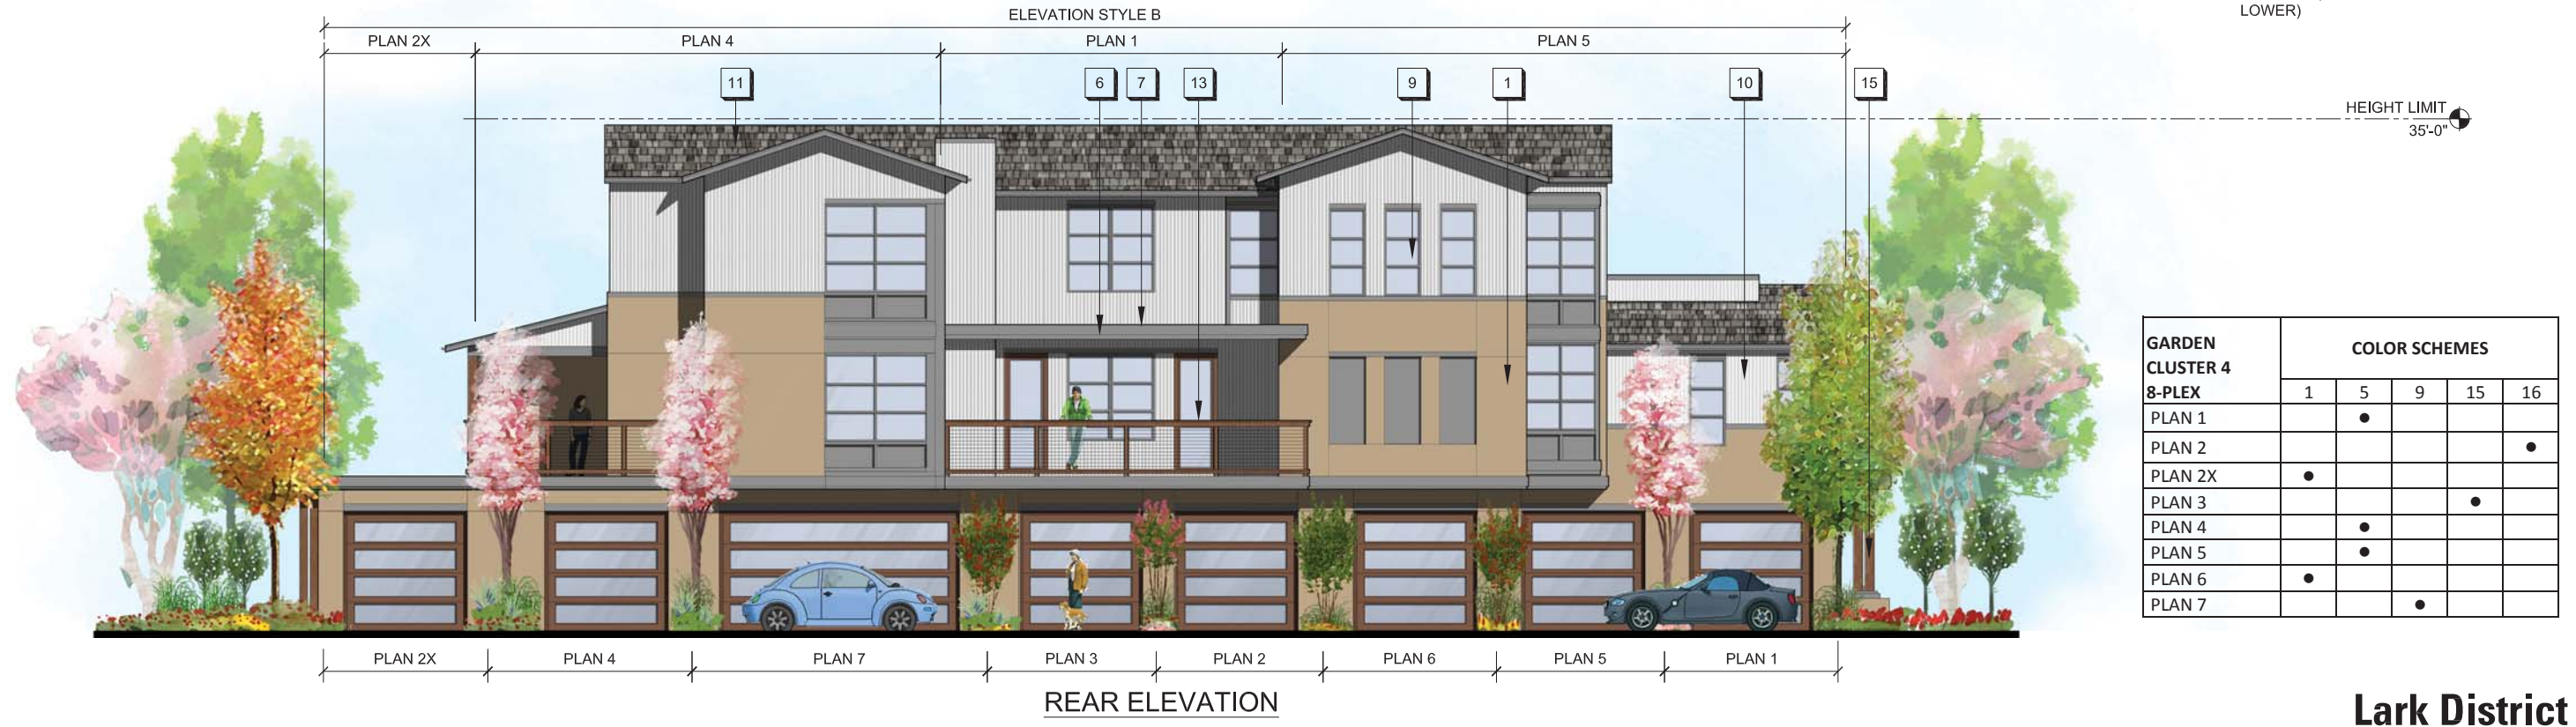 LOWER)
ELEVATION STYLE B
PLAN 2X PLAN 4 PLAN 1 PLAN 5
11 6 7 13 9 1 10 15
HEIGHT LIMIT
35'-0"
GARDEN
CLUSTER 4
8-PLEX
COLOR SCHEMES
1 5 9 15 16
PLAN 1 ●
PLAN 2 ●
PLAN 2X ●
PLAN 3 ●
PLAN 4 ●
PLAN 5 ●
PLAN 6 ●
PLAN 7 ●
PLAN 2X PLAN 4 PLAN 7 PLAN 3 PLAN 2 PLAN 6 PLAN 5 PLAN 1
REAR ELEVATION
Lark District